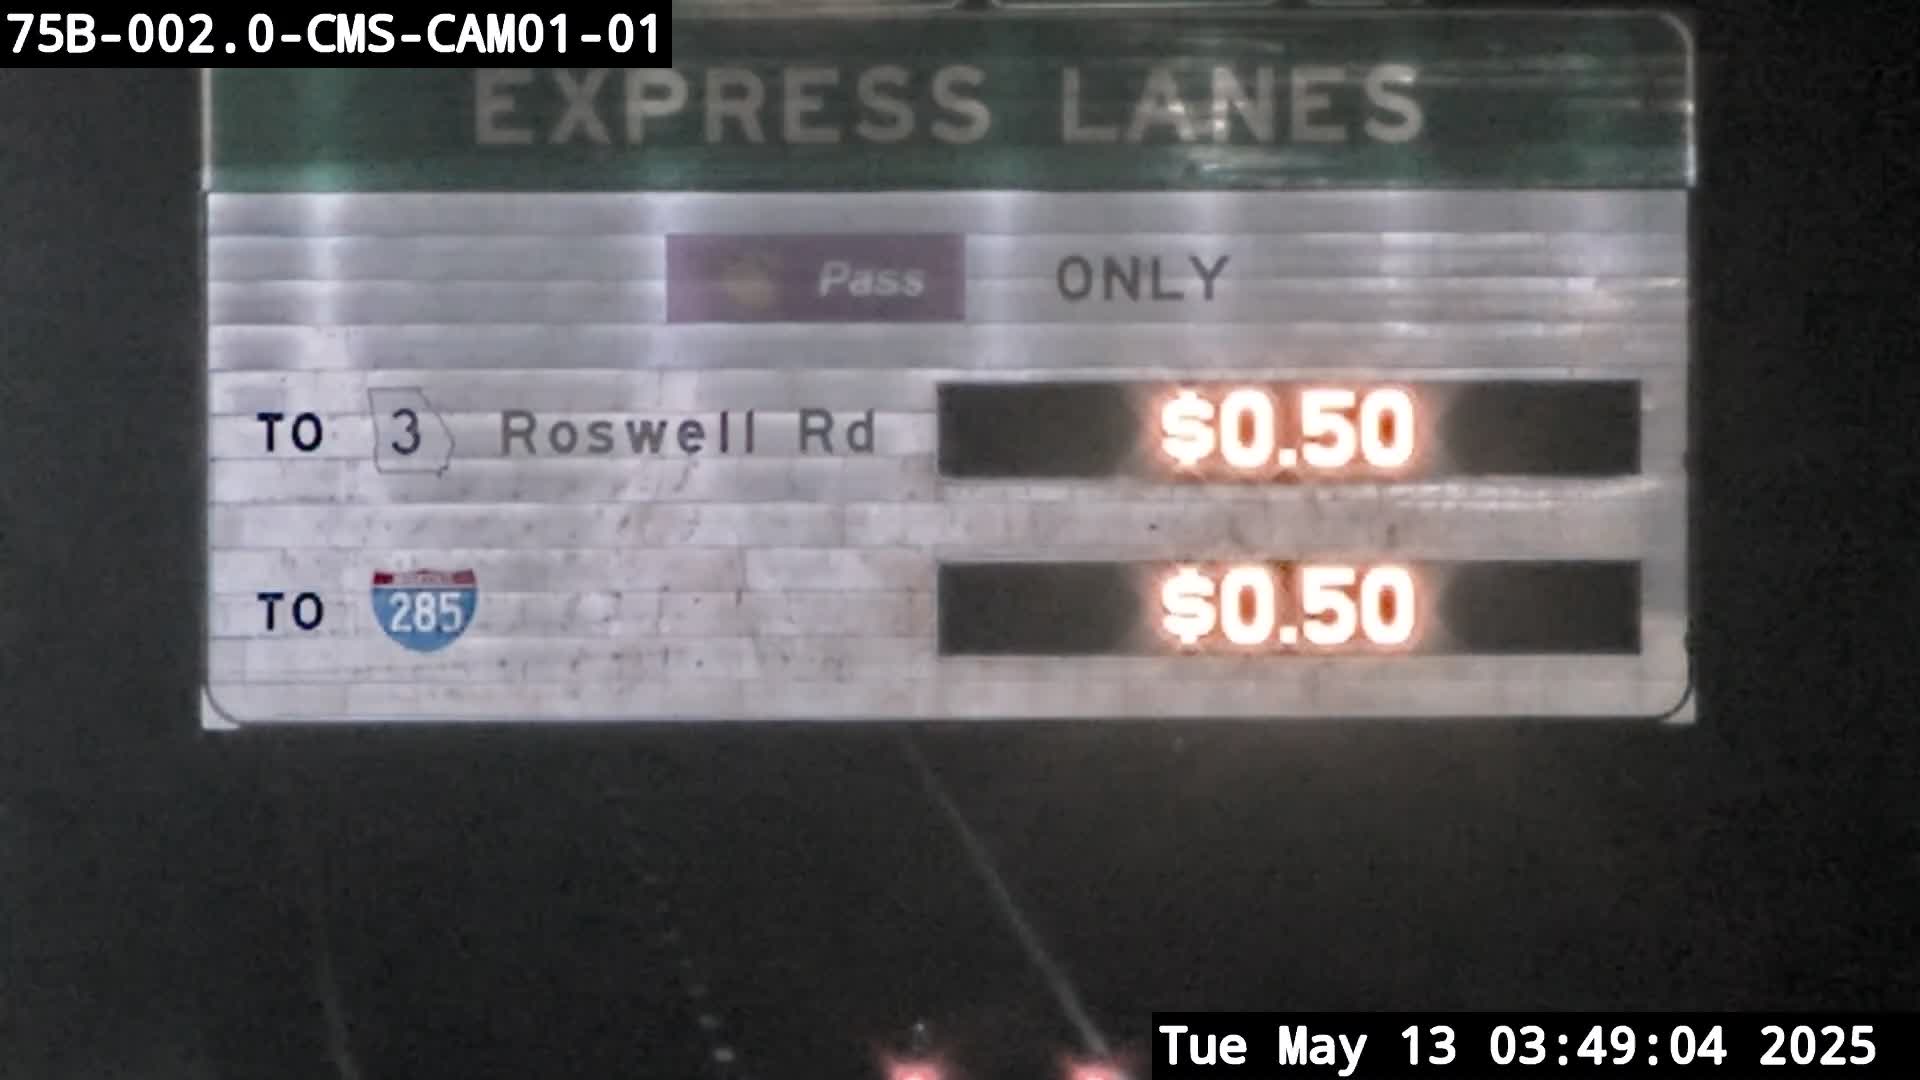 75B-002.0-CMS-CAM01-01
EXPRESS LANES
Pass ONLY
TO 3 Roswell Rd $0.50
TO 285 $0.50
Tue May 13 03:49:04 2025